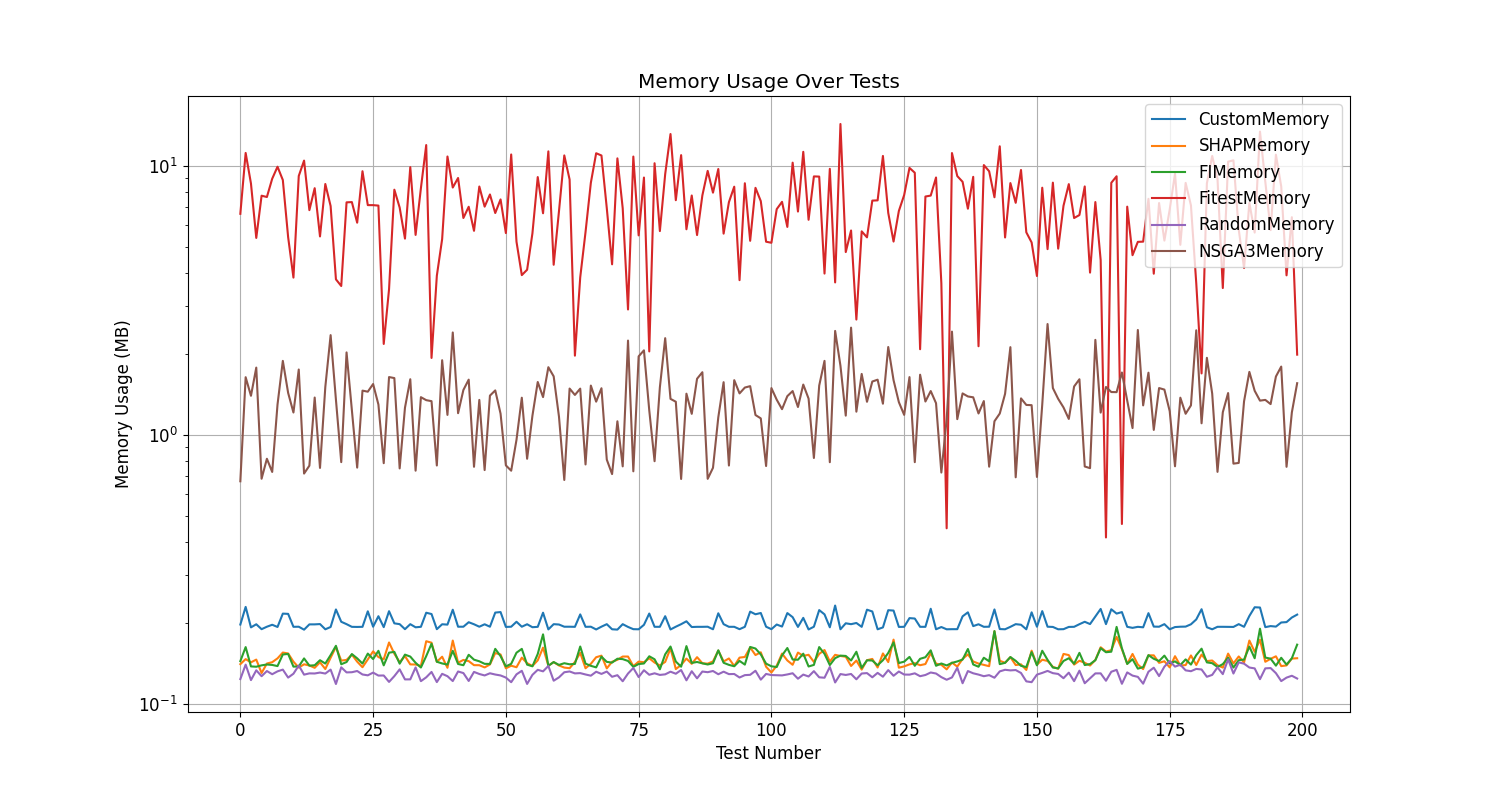 Memory Usage Over Tests
Memory Usage (MB)
10¹
10⁰
10⁻¹
CustomMemory
SHAPMemory
FIMemory
FitestMemory
RandomMemory
NSGA3Memory
0 25 50 75 100 125 150 175 200
Test Number